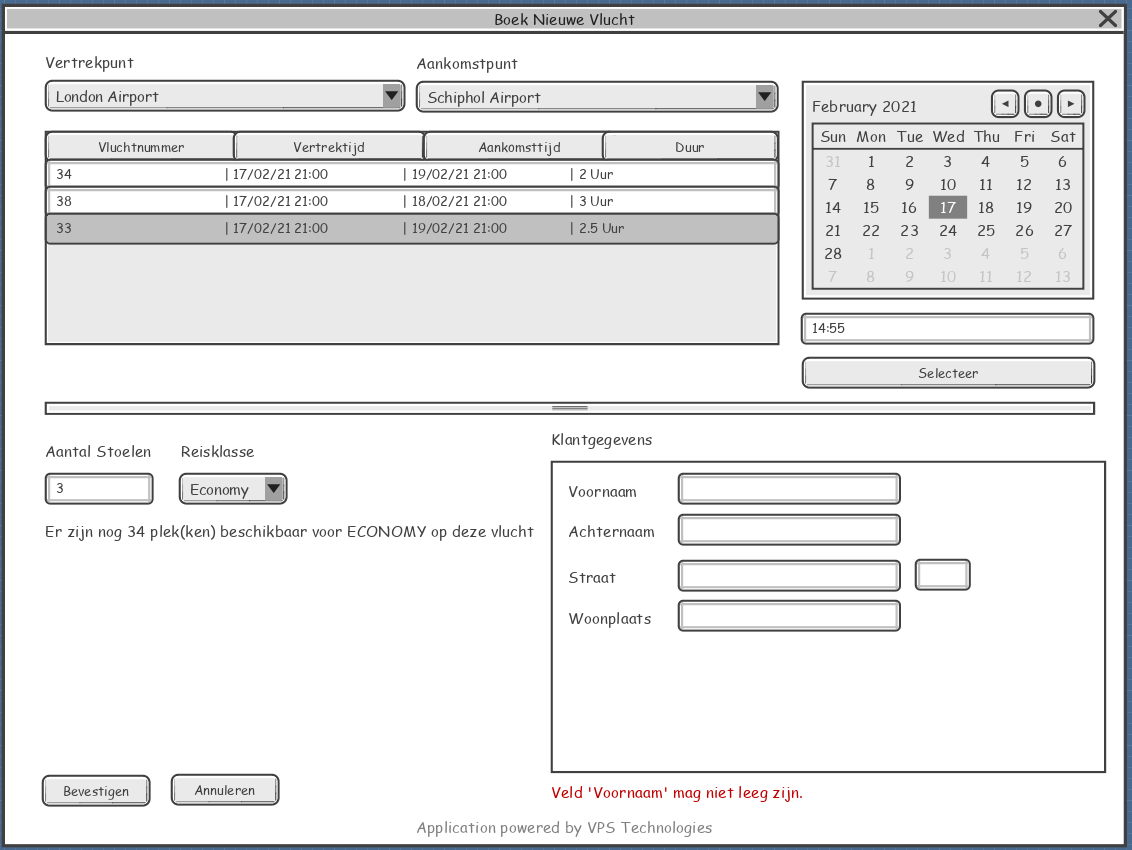 Boek Nieuwe Vlucht
Vertrekpunt
Aankomstpunt
London Airport
Schiphol Airport
Vluchtnummer Vertrektijd Aankomsttijd Duur
34 | 17/02/21 21:00 | 19/02/21 21:00 | 2 Uur
38 | 17/02/21 21:00 | 18/02/21 21:00 | 3 Uur
33 | 17/02/21 21:00 | 19/02/21 21:00 | 2.5 Uur
February 2021
Sun Mon Tue Wed Thu Fri Sat
31 1 2 3 4 5 6
7 8 9 10 11 12 13
14 15 16 17 18 19 20
21 22 23 24 25 26 27
28 1 2 3 4 5 6
7 8 9 10 11 12 13
14:55
Selecteer
Aantal Stoelen
Reisklasse
3
Economy
Er zijn nog 34 plek(ken) beschikbaar voor ECONOMY op deze vlucht
Klantgegevens
Voornaam
Achternaam
Straat
Woonplaats
Bevestigen
Annuleren
Veld 'Voornaam' mag niet leeg zijn.
Application powered by VPS Technologies